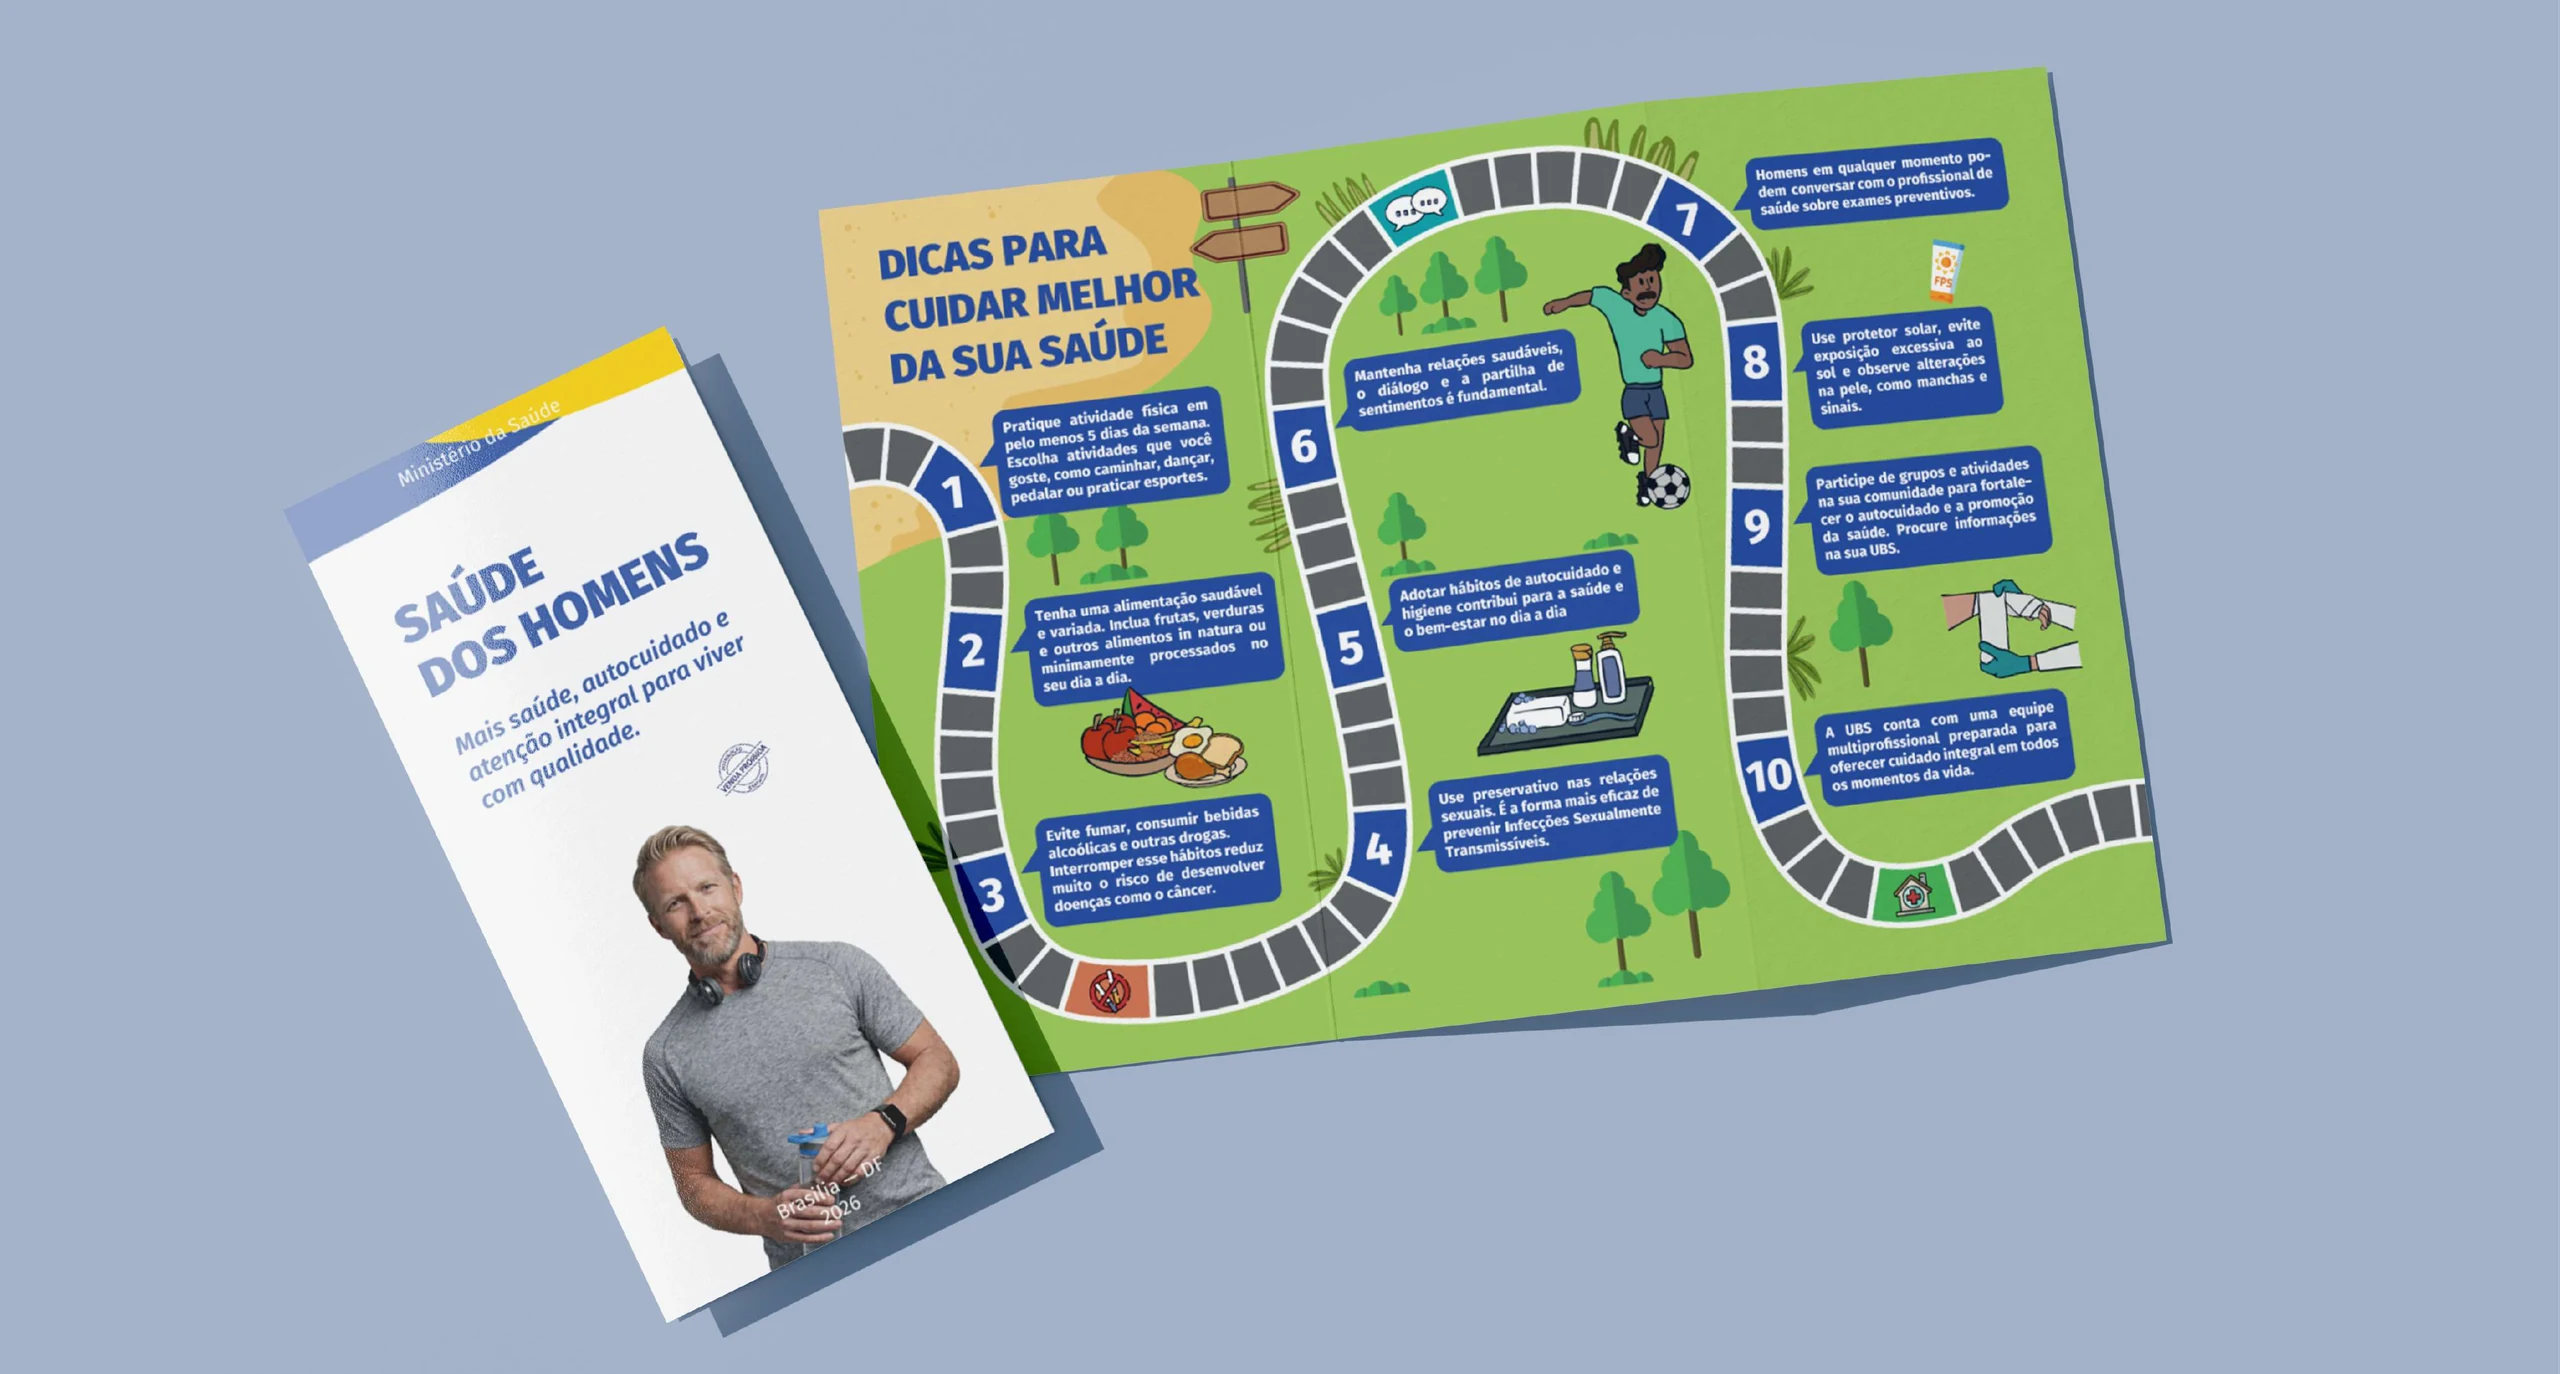 Ministério da Saúde
SAÚDE
DOS HOMENS
Mais saúde, autocuidado e
atenção integral para viver
com qualidade.
VENDA PROIBIDA
Brasília — DF
2026
DICAS PARA
CUIDAR MELHOR
DA SUA SAÚDE
1
Pratique atividade física em
pelo menos 5 dias da semana.
Escolha atividades que você
goste, como caminhar, dançar,
pedalar ou praticar esportes.
2
Tenha uma alimentação saudável
e variada. Inclua frutas, verduras
e outros alimentos in natura ou
minimamente processados no
seu dia a dia.
3
Evite fumar, consumir bebidas
alcoólicas e outras drogas.
Interromper esse hábitos reduz
muito o risco de desenvolver
doenças como o câncer.
4
Use preservativo nas relações
sexuais. É a forma mais eficaz de
prevenir Infecções Sexualmente
Transmissíveis.
5
Adotar hábitos de autocuidado e
higiene contribui para a saúde e
o bem-estar no dia a dia
6
Mantenha relações saudáveis,
o diálogo e a partilha de
sentimentos é fundamental.
7
Homens em qualquer momento po-
dem conversar com o profissional de
saúde sobre exames preventivos.
FPS
8
Use protetor solar, evite
exposição excessiva ao
sol e observe alterações
na pele, como manchas e
sinais.
9
Participe de grupos e atividades
na sua comunidade para fortale-
cer o autocuidado e a promoção
da saúde. Procure informações
na sua UBS.
10
A UBS conta com uma equipe
multiprofissional preparada para
oferecer cuidado integral em todos
os momentos da vida.